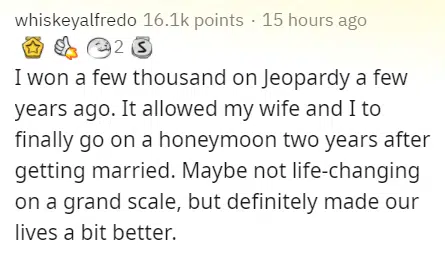 whiskeyalfredo 16.1k points · 15 hours ago
2 S
I won a few thousand on Jeopardy a few
years ago. It allowed my wife and I to
finally go on a honeymoon two years after
getting married. Maybe not life-changing
on a grand scale, but definitely made our
lives a bit better.